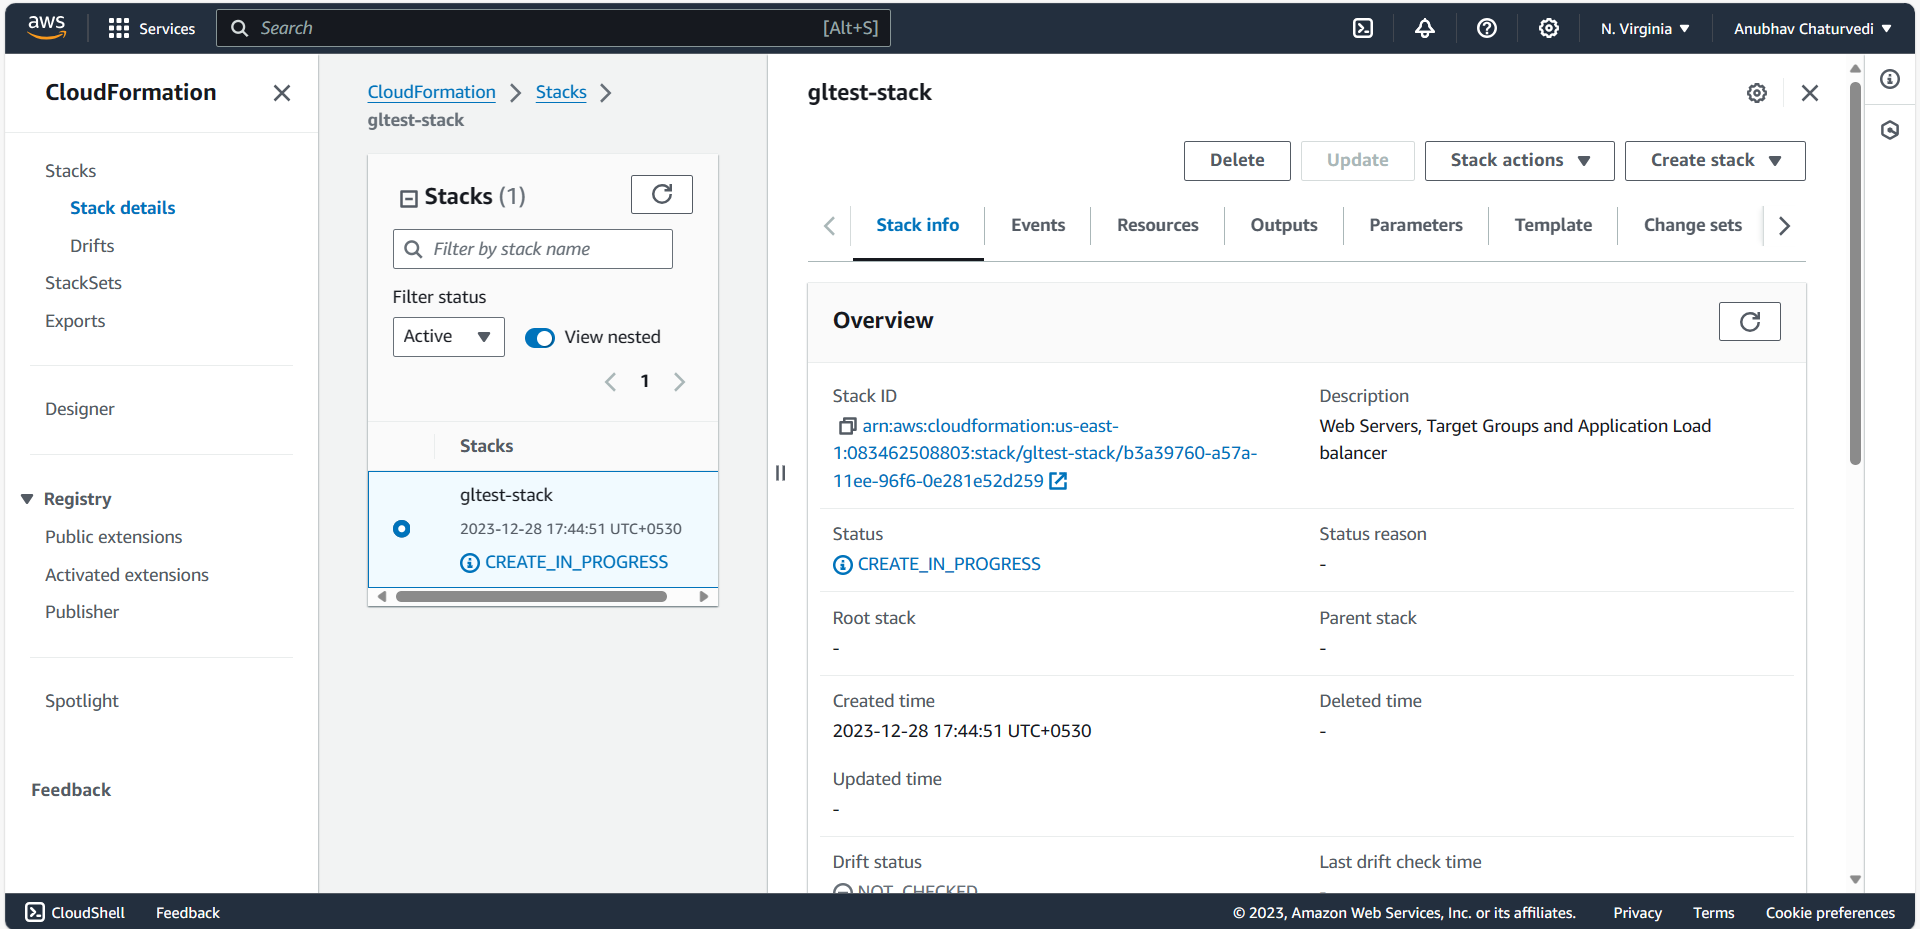 aws
Services
Search
[Alt+S]
N. Virginia
Anubhav Chaturvedi
CloudFormation
Stacks
Stack details
Drifts
StackSets
Exports
Designer
Registry
Public extensions
Activated extensions
Publisher
Spotlight
Feedback
CloudFormation
Stacks
gltest-stack
Stacks (1)
Filter by stack name
Filter status
Active
View nested
1
Stacks
gltest-stack
2023-12-28 17:44:51 UTC+0530
CREATE_IN_PROGRESS
gltest-stack
Delete
Update
Stack actions
Create stack
Stack info
Events
Resources
Outputs
Parameters
Template
Change sets
Overview
Stack ID
arn:aws:cloudformation:us-east-
1:083462508803:stack/gltest-stack/b3a39760-a57a-
11ee-96f6-0e281e52d259
Description
Web Servers, Target Groups and Application Load
balancer
Status
CREATE_IN_PROGRESS
Status reason
-
Root stack
-
Parent stack
-
Created time
2023-12-28 17:44:51 UTC+0530
Deleted time
-
Updated time
-
Drift status
NOT_CHECKED
Last drift check time
-
CloudShell
Feedback
© 2023, Amazon Web Services, Inc. or its affiliates.
Privacy
Terms
Cookie preferences